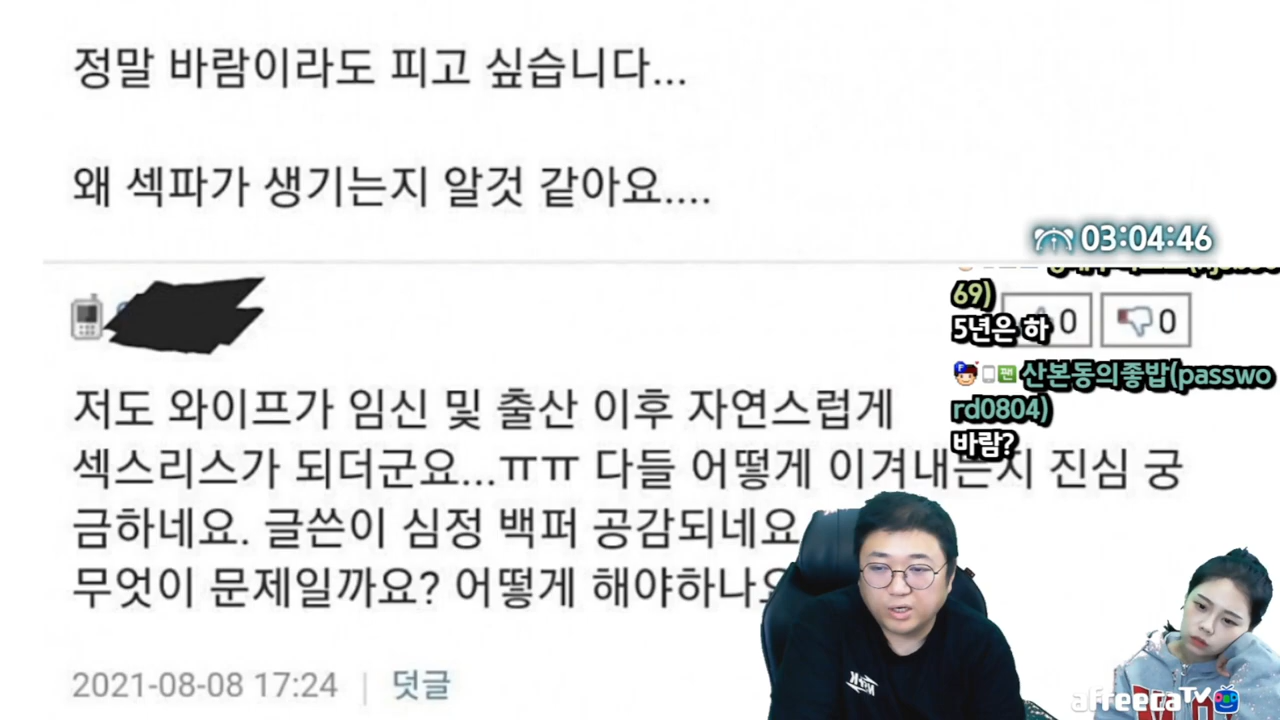 정말 바람이라도 피고 싶습니다...
왜 섹파가 생기는지 알것 같아요....
03:04:46
69)
5년은 하
0
0
산본동의좋밥(passwo
rd0804)
바람?
저도 와이프가 임신 및 출산 이후 자연스럽게
섹스리스가 되더군요...ㅠㅠ 다들 어떻게 이겨내는지 진심 궁
금하네요. 글쓴이 심정 백퍼 공감되네요
무엇이 문제일까요? 어떻게 해야하나요
2021-08-08 17:24 | 덧글
afreecaTV